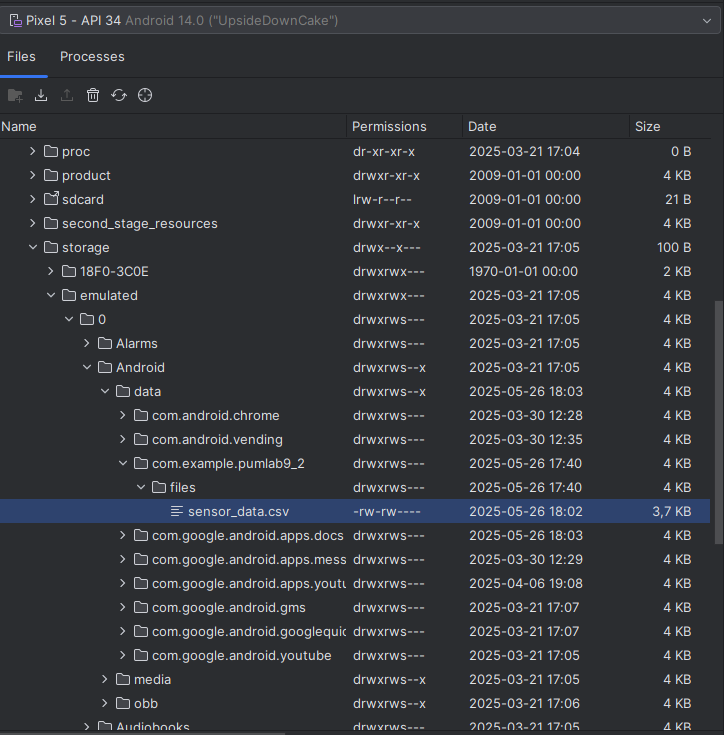 Pixel 5 - API 34 Android 14.0 ("UpsideDownCake")
Files Processes
Name Permissions Date Size
proc dr-xr-xr-x 2025-03-21 17:04 0 B
product drwxr-xr-x 2009-01-01 00:00 4 KB
sdcard lrw-r--r-- 2009-01-01 00:00 21 B
second_stage_resources drwxr-xr-x 2009-01-01 00:00 4 KB
storage drwx--x--- 2025-03-21 17:05 100 B
18F0-3C0E drwxrwx--- 1970-01-01 00:00 2 KB
emulated drwxrwx--- 2025-03-21 17:05 4 KB
0 drwxrws--- 2025-03-21 17:05 4 KB
Alarms drwxrws--- 2025-03-21 17:05 4 KB
Android drwxrws--x 2025-03-21 17:05 4 KB
data drwxrws--x 2025-05-26 18:03 4 KB
com.android.chrome drwxrws--- 2025-03-30 12:28 4 KB
com.android.vending drwxrws--- 2025-03-30 12:35 4 KB
com.example.pumlab9_2 drwxrws--- 2025-05-26 17:40 4 KB
files drwxrws--- 2025-05-26 17:40 4 KB
sensor_data.csv -rw-rw---- 2025-05-26 18:02 3,7 KB
com.google.android.apps.docs drwxrws--- 2025-05-26 18:03 4 KB
com.google.android.apps.mess drwxrws--- 2025-03-30 12:29 4 KB
com.google.android.apps.youtu drwxrws--- 2025-04-06 19:08 4 KB
com.google.android.gms drwxrws--- 2025-03-21 17:07 4 KB
com.google.android.googlequic drwxrws--- 2025-03-21 17:07 4 KB
com.google.android.youtube drwxrws--- 2025-03-21 17:05 4 KB
media drwxrws--x 2025-03-21 17:05 4 KB
obb drwxrws--x 2025-03-21 17:06 4 KB
Audiobooks drwxrws--- 2025-03-21 17:05 4 KB